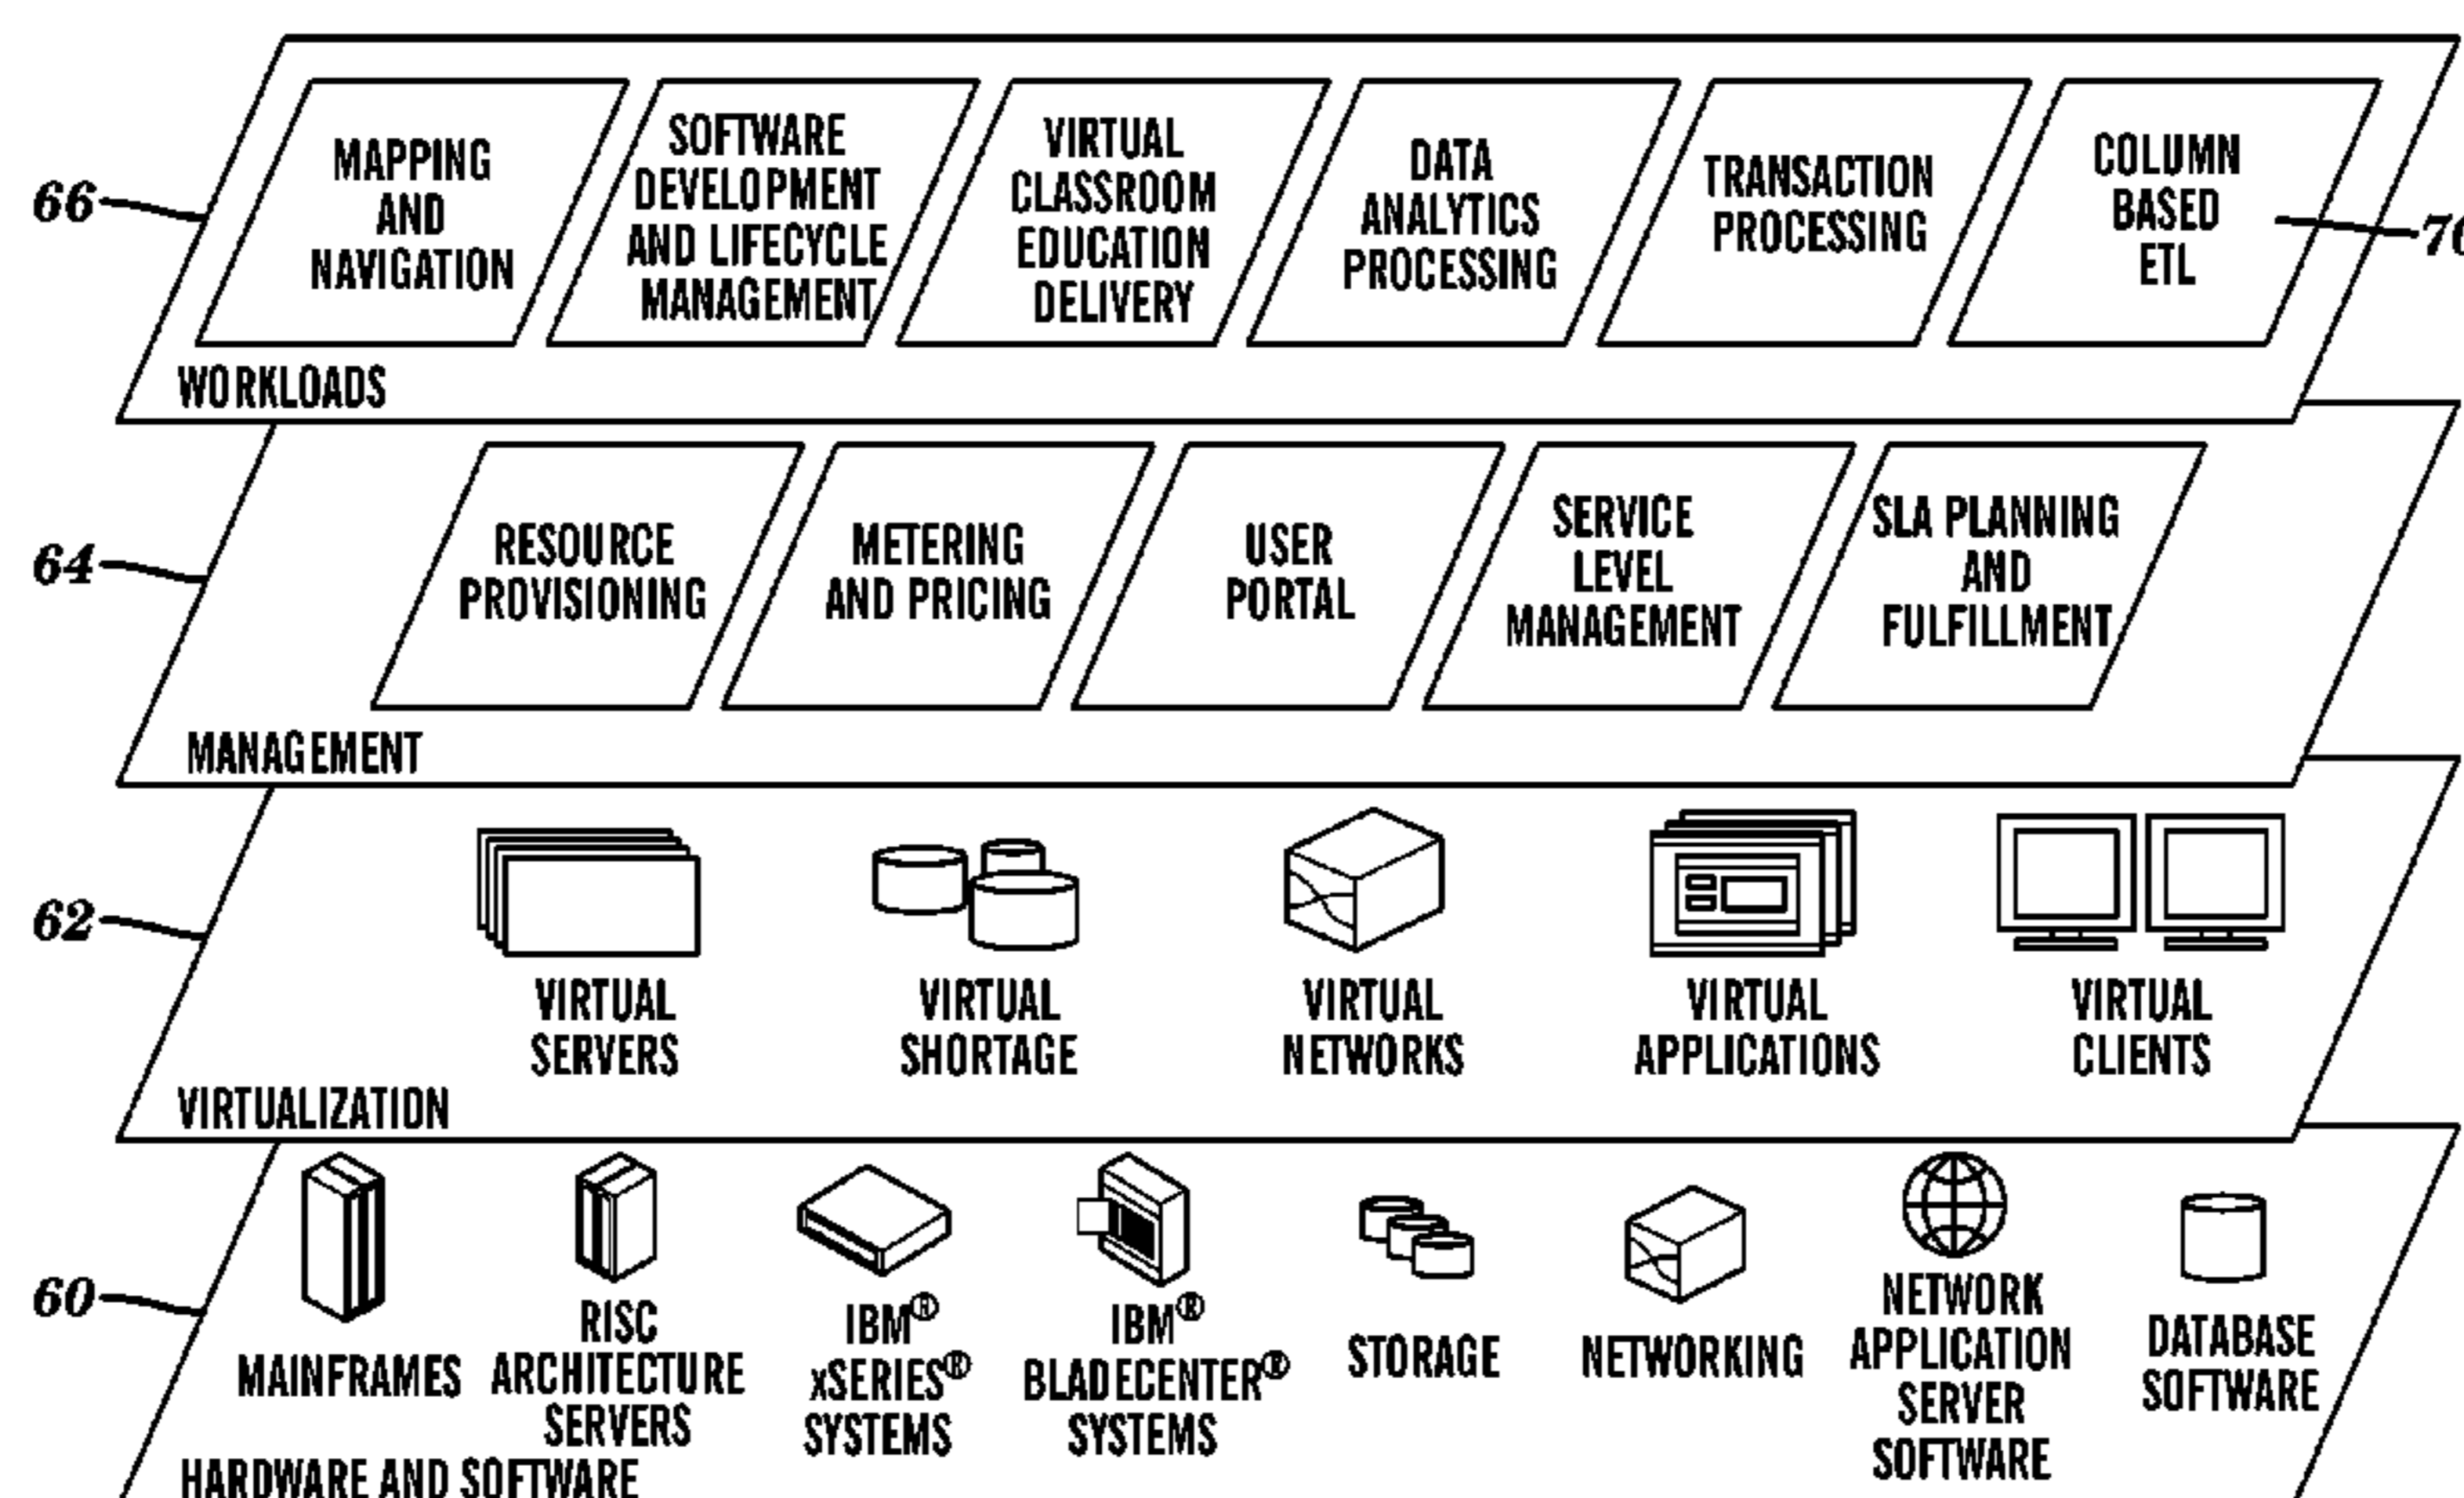 MAPPING
AND
NAVIGATION
SOFTWARE
DEVELOPMENT
AND LIFECYCLE
MANAGEMENT
VIRTUAL
CLASSROOM
EDUCATION
DELIVERY
DATA
ANALYTICS
PROCESSING
TRANSACTION
PROCESSING
COLUMN
BASED
ETL
66
WORKLOADS
RESOURCE
PROVISIONING
METERING
AND PRICING
USER
PORTAL
SERVICE
LEVEL
MANAGEMENT
SLA PLANNING
AND
FULFILLMENT
64
MANAGEMENT
62
VIRTUAL
SERVERS
VIRTUAL
SHORTAGE
VIRTUAL
NETWORKS
VIRTUAL
APPLICATIONS
VIRTUAL
CLIENTS
VIRTUALIZATION
60
MAINFRAMES
RISC
ARCHITECTURE
SERVERS
IBM®
xSERIES®
SYSTEMS
IBM®
BLADECENTER®
SYSTEMS
STORAGE
NETWORKING
NETWORK
APPLICATION
SERVER
SOFTWARE
DATABASE
SOFTWARE
HARDWARE AND SOFTWARE